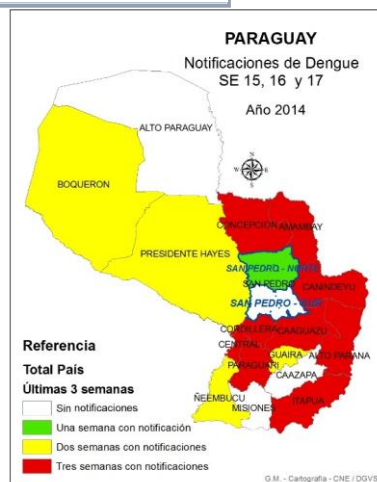 PARAGUAY
Notificaciones de Dengue
SE 15, 16 y 17
Año 2014
ALTO PARAGUAY
BOQUERON
PRESIDENTE HAYES
CONCEPCION
AMAMBAY
SAN PEDRO - NORTE
SAN PEDRO
CANINDEYU
SAN PEDRO - SUR
CORDILLERA
CAAGUAZU
CENTRAL
GUAIRA
ALTO PARANA
PARAGUARI
CAAZAPA
ÑEEMBUCU
MISIONES
ITAPUA
Referencia
Total País
Últimas 3 semanas
Sin notificaciones
Una semana con notificación
Dos semanas con notificaciones
Tres semanas con notificaciones
G.M. - Cartografía - CNE / DGVS